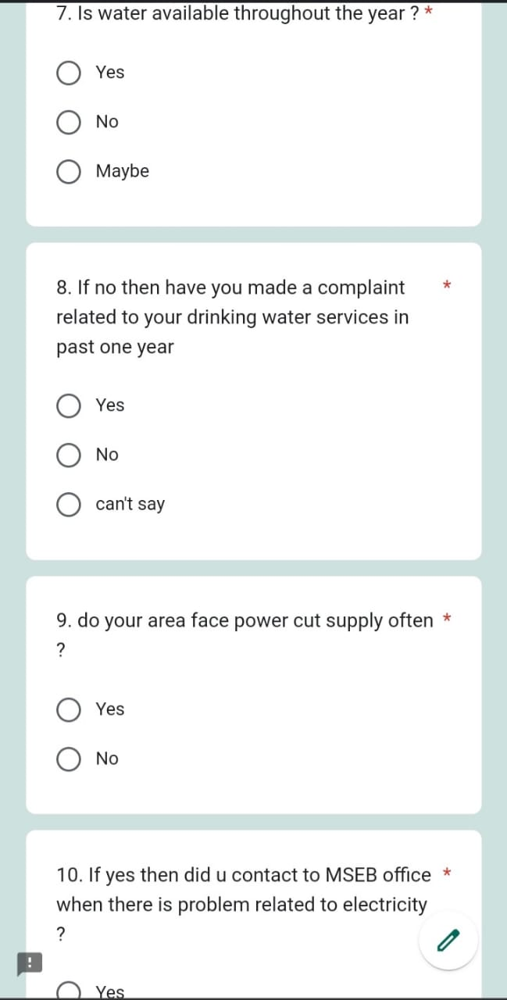 7. Is water available throughout the year ? *
Yes
No
Maybe
8. If no then have you made a complaint *
related to your drinking water services in
past one year
Yes
No
can't say
9. do your area face power cut supply often *
?
Yes
No
10. If yes then did u contact to MSEB office *
when there is problem related to electricity
?
Yes